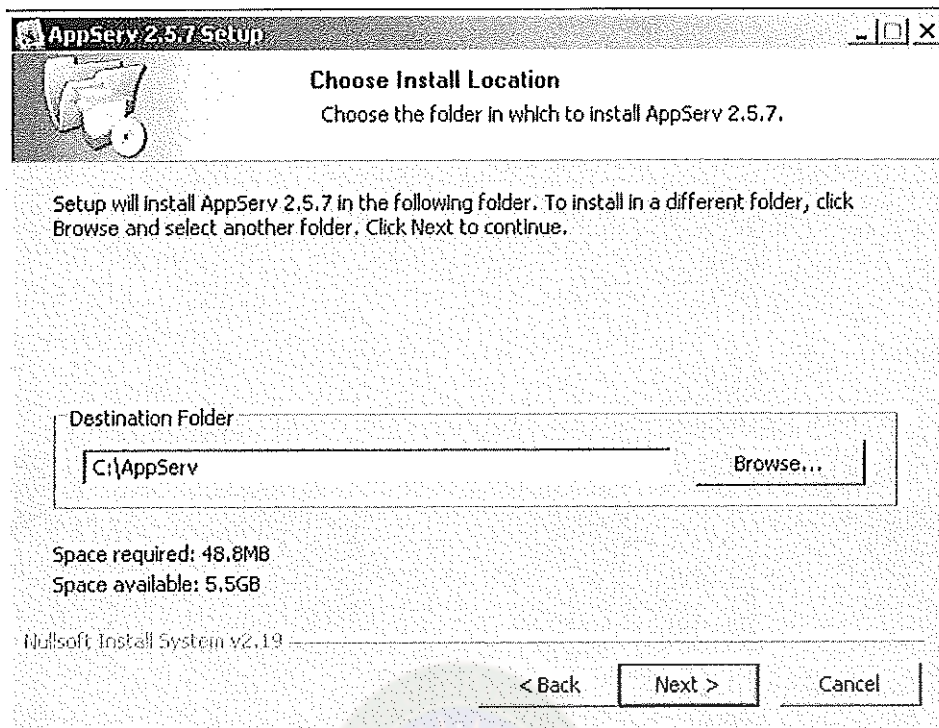 AppServ 2.5.7 Setup
Choose Install Location
Choose the folder in which to install AppServ 2.5.7.
Setup will install AppServ 2.5.7 in the following folder. To install in a different folder, click
Browse and select another folder. Click Next to continue.
Destination Folder
C:\AppServ
Browse...
Space required: 48.8MB
Space available: 5.5GB
Nullsoft Install System v2.19
< Back
Next >
Cancel